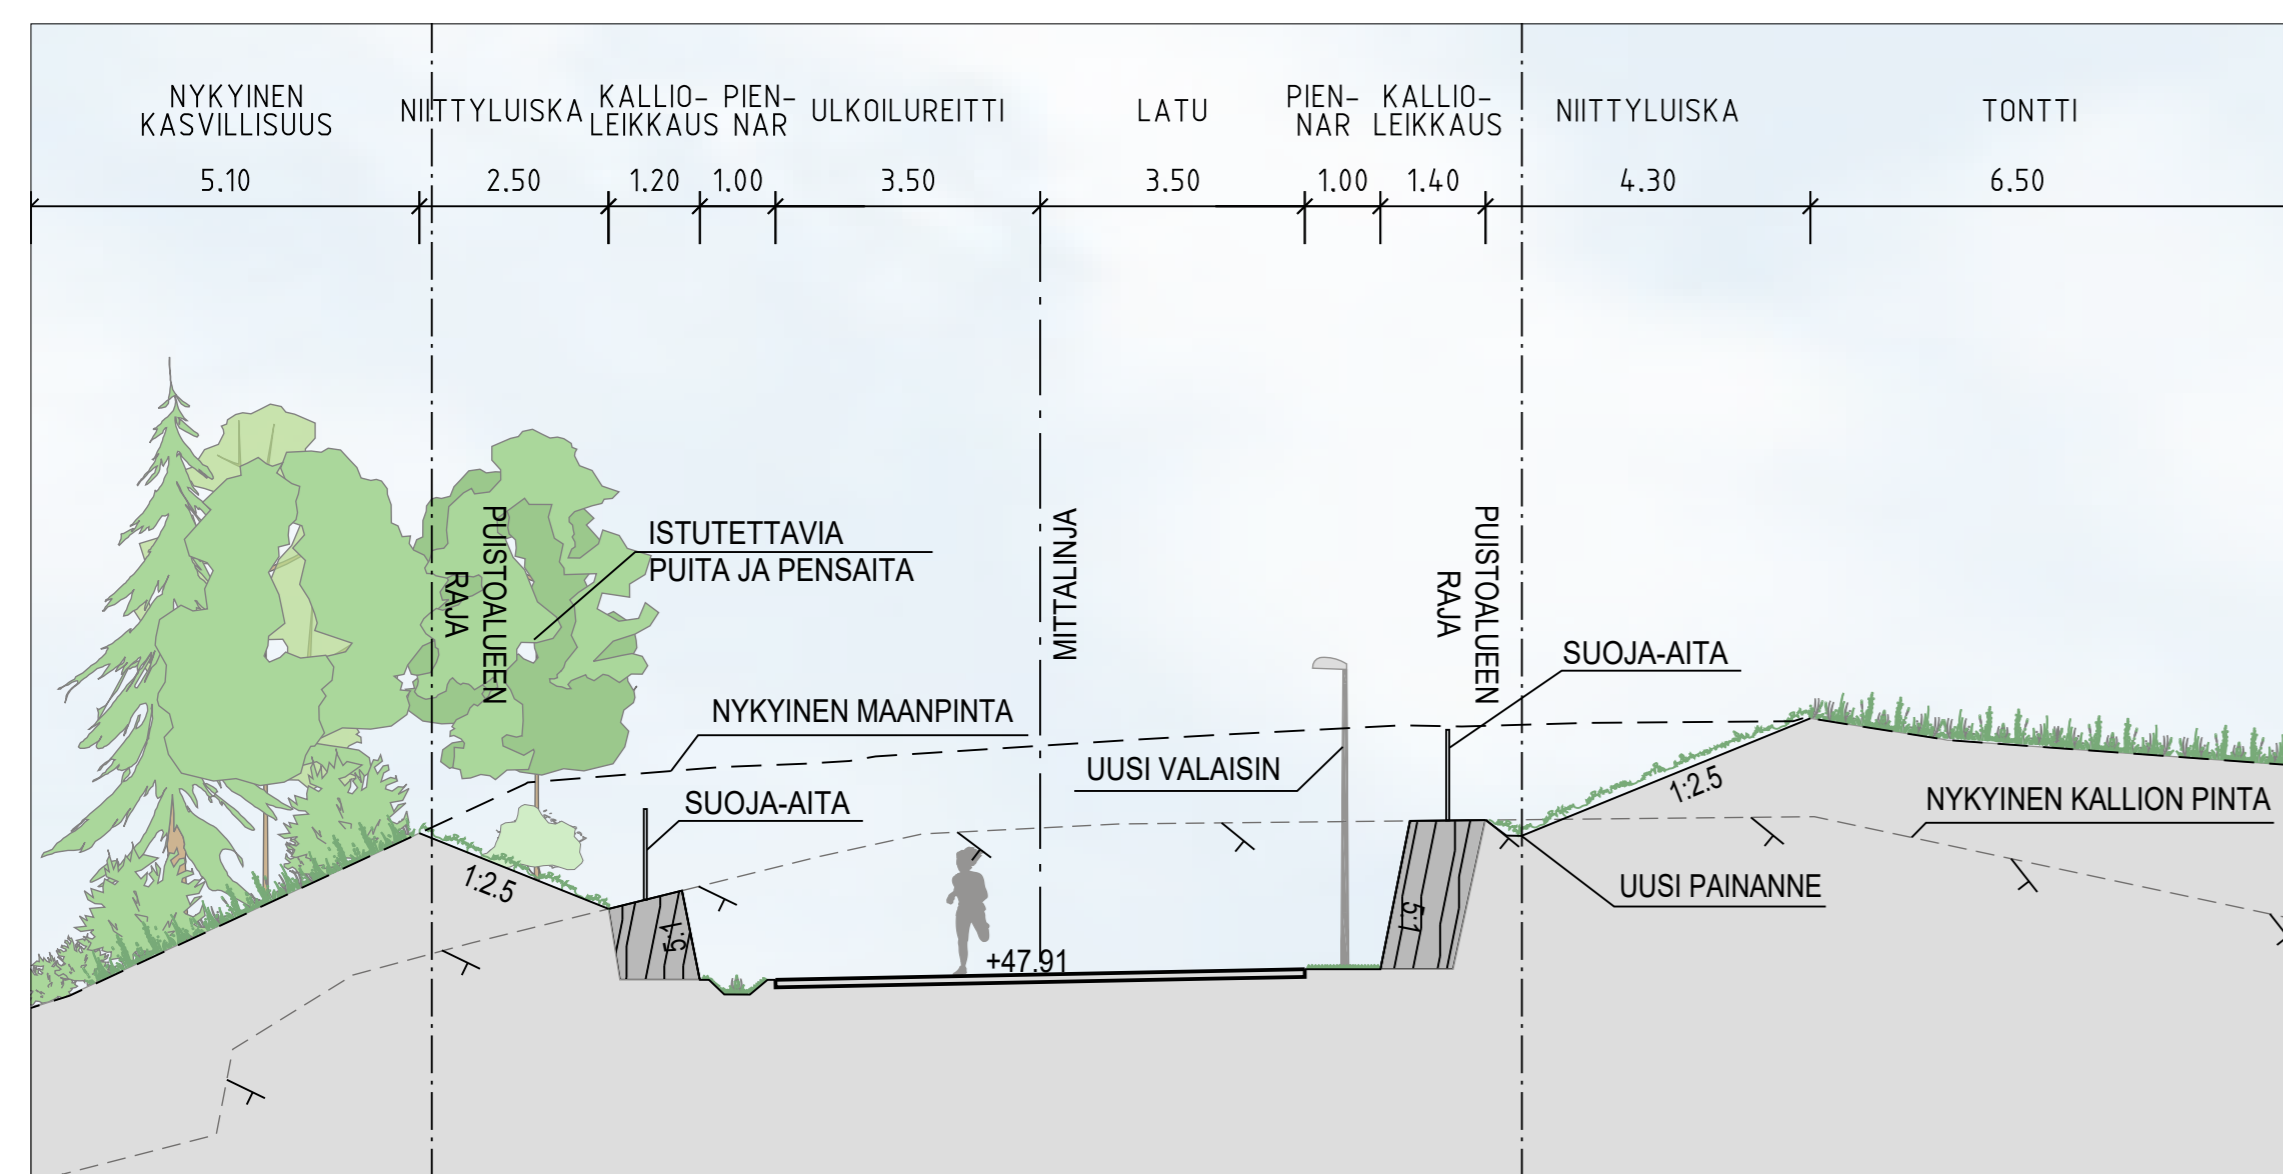 NYKYINEN
KASVILLISUUS
NIITTYLUISKA
KALLIO-
LEIKKAUS
PIEN-
NAR
ULKOILUREITTI
LATU
PIEN-
NAR
KALLIO-
LEIKKAUS
NIITTYLUISKA
TONTTI
5.10
2.50
1.20
1.00
3.50
3.50
1.00
1.40
4.30
6.50
PUISTOALUEEN
RAJA
ISTUTETTAVIA
PUITA JA PENSAITA
MITTALINJA
PUISTOALUEEN
RAJA
SUOJA-AITA
NYKYINEN MAANPINTA
UUSI VALAISIN
SUOJA-AITA
1:2.5
NYKYINEN KALLION PINTA
1:2.5
UUSI PAINANNE
5:1
5:1
+47.91